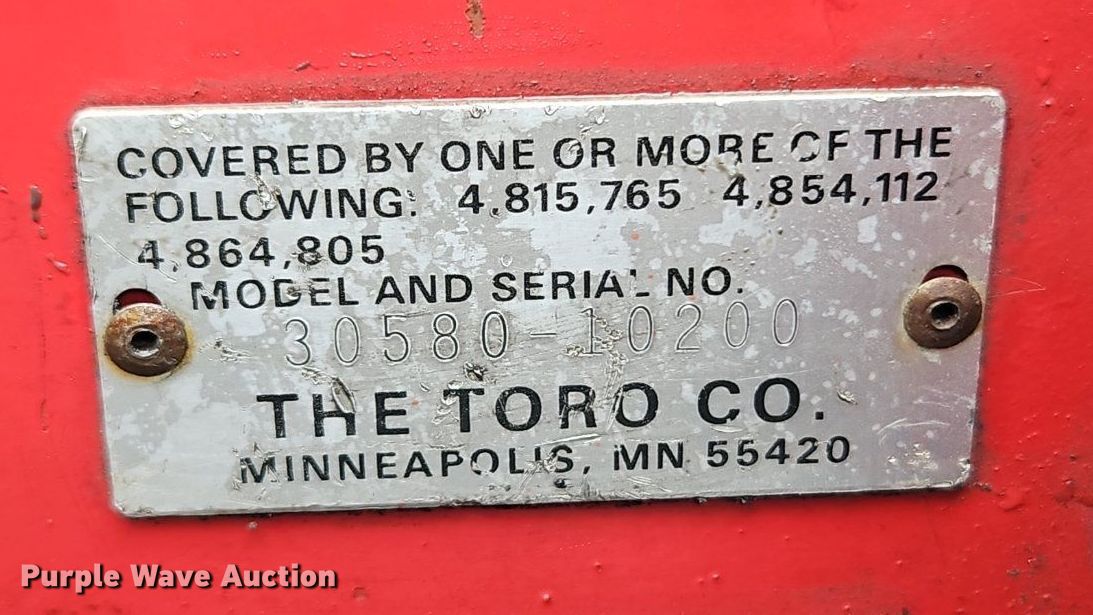 COVERED BY ONE OR MORE OF THE
FOLLOWING: 4,815,765 4,854,112
4,864,805
MODEL AND SERIAL NO.
30580-10200
THE TORO CO.
MINNEAPOLIS, MN 55420
Purple Wave Auction